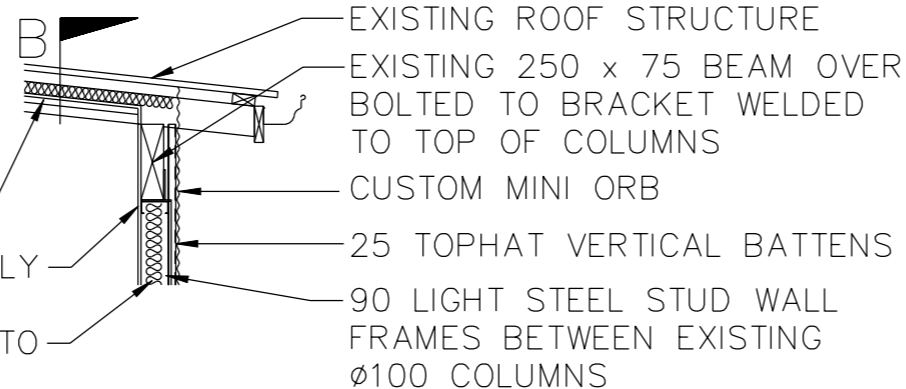 B
EXISTING ROOF STRUCTURE
EXISTING 250 x 75 BEAM OVER
BOLTED TO BRACKET WELDED
TO TOP OF COLUMNS
CUSTOM MINI ORB
25 TOPHAT VERTICAL BATTENS
LY
90 LIGHT STEEL STUD WALL
FRAMES BETWEEN EXISTING
Ø100 COLUMNS
TO